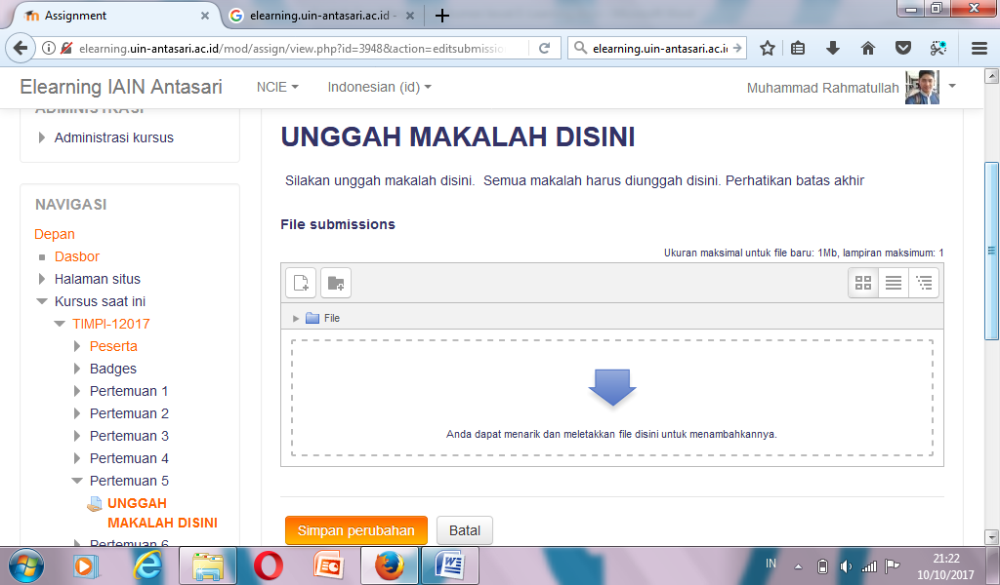 Assignment
elearning.uin-antasari.ac.id -
elearning.uin-antasari.ac.id/mod/assign/view.php?id=3948&action=editsubmissio
elearning.uin-antasari.ac.i
Elearning IAIN Antasari
NCIE
Indonesian (id)
Muhammad Rahmatullah
ADMINISTRASI
Administrasi kursus
NAVIGASI
Depan
Dasbor
Halaman situs
Kursus saat ini
TIMPI-12017
Peserta
Badges
Pertemuan 1
Pertemuan 2
Pertemuan 3
Pertemuan 4
Pertemuan 5
UNGGAH
MAKALAH DISINI
Pertemuan 6
UNGGAH MAKALAH DISINI
Silakan unggah makalah disini. Semua makalah harus diunggah disini. Perhatikan batas akhir
File submissions
Ukuran maksimal untuk file baru: 1Mb, lampiran maksimum: 1
File
Anda dapat menarik dan meletakkan file disini untuk menambahkannya.
Simpan perubahan
Batal
IN
21:22
10/10/2017